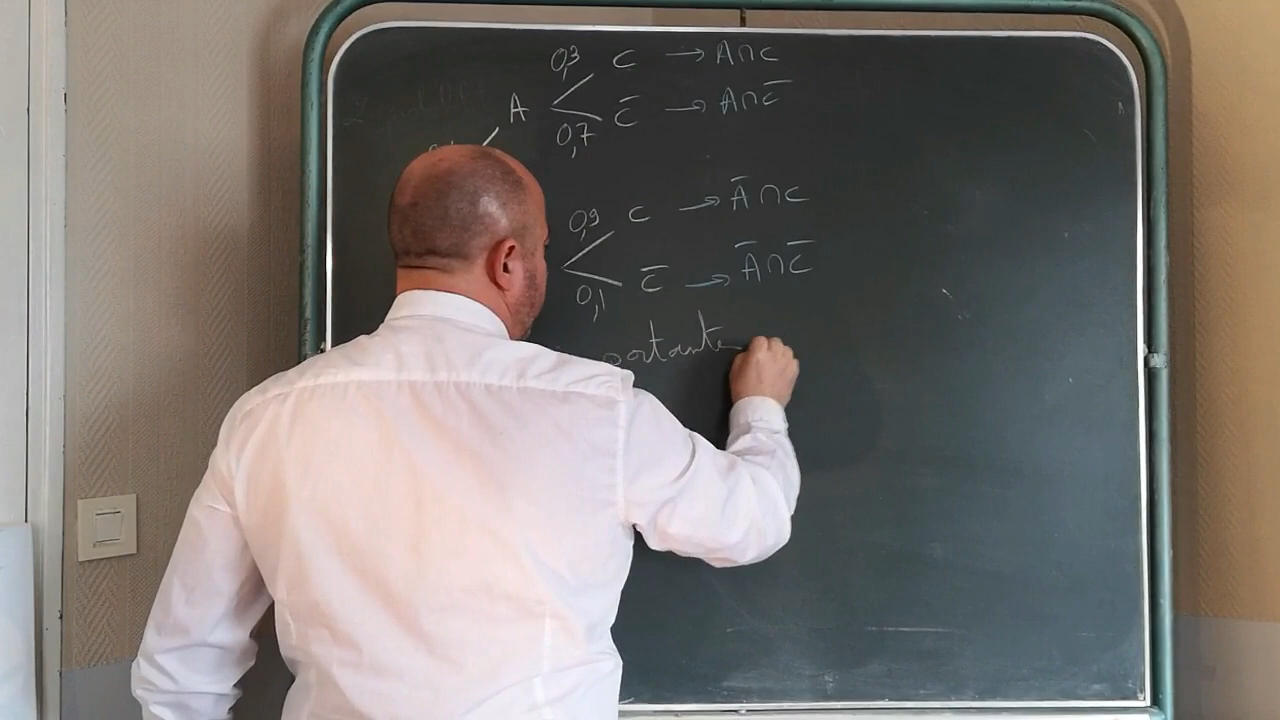 0,3 C → A∩C
A
0,7 C̅ → A∩C̅
0,9 C → A̅∩C
0,1 C̅ → A̅∩C̅